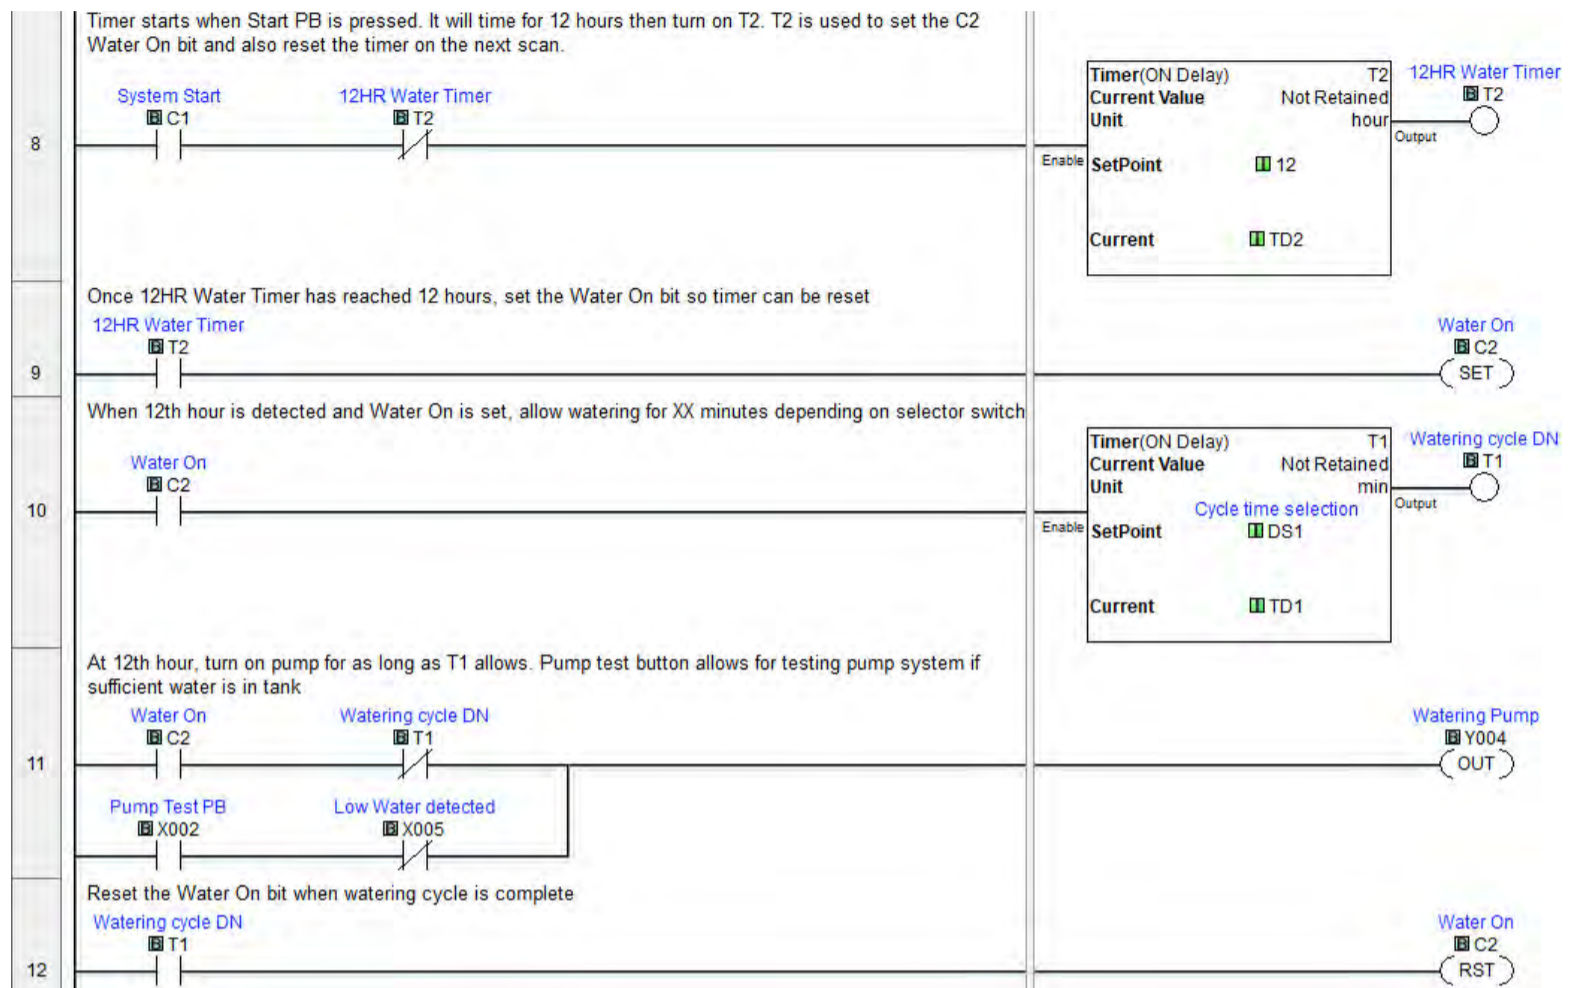 Timer starts when Start PB is pressed. It will time for 12 hours then turn on T2. T2 is used to set the C2
Water On bit and also reset the timer on the next scan.
8
System Start
B C1
12HR Water Timer
B T2
Timer(ON Delay) T2
Current Value Not Retained
Unit hour
Enable SetPoint 12
Current TD2
Output
12HR Water Timer
B T2
Once 12HR Water Timer has reached 12 hours, set the Water On bit so timer can be reset
9
12HR Water Timer
B T2
Water On
B C2
SET
When 12th hour is detected and Water On is set, allow watering for XX minutes depending on selector switch
10
Water On
B C2
Timer(ON Delay) T1
Current Value Not Retained
Unit min
Cycle time selection
Enable SetPoint DS1
Current TD1
Output
Watering cycle DN
B T1
At 12th hour, turn on pump for as long as T1 allows. Pump test button allows for testing pump system if
sufficient water is in tank
11
Water On
B C2
Watering cycle DN
B T1
Watering Pump
B Y004
OUT
Pump Test PB
B X002
Low Water detected
B X005
Reset the Water On bit when watering cycle is complete
12
Watering cycle DN
B T1
Water On
B C2
RST